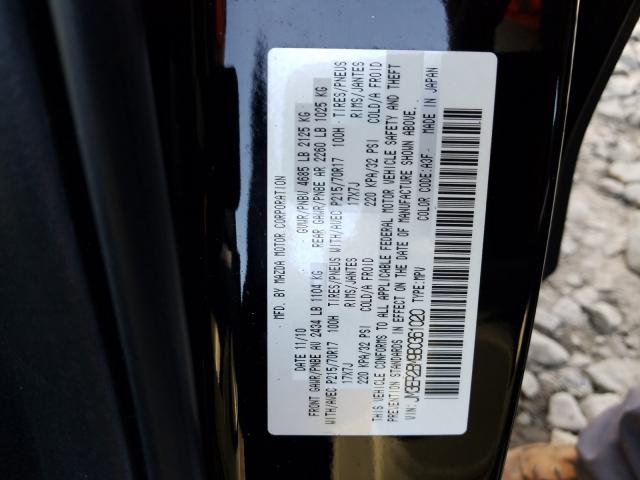 MFD. BY MAZDA MOTOR CORPORATION
DATE 11/10 GVWR/PNBV 4685 LB 2125 KG
FRONT GAWR/PNBE AV 2434 LB 1104 KG REAR GAWR/PNBE AR 2260 LB 1025 KG
WITH/AVEC P215/70R17 100H TIRES/PNEUS WITH/AVEC P215/70R17 100H TIRES/PNEUS
17X7J RIMS/JANTES 17X7J RIMS/JANTES
220 KPA/32 PSI COLD/A FROID 220 KPA/32 PSI COLD/A FROID
THIS VEHICLE CONFORMS TO ALL APPLICABLE FEDERAL MOTOR VEHICLE SAFETY AND THEFT
PREVENTION STANDARDS IN EFFECT ON THE DATE OF MANUFACTURE SHOWN ABOVE.
VIN: TYPE:MPV COLOR CODE:A3F MADE IN JAPAN